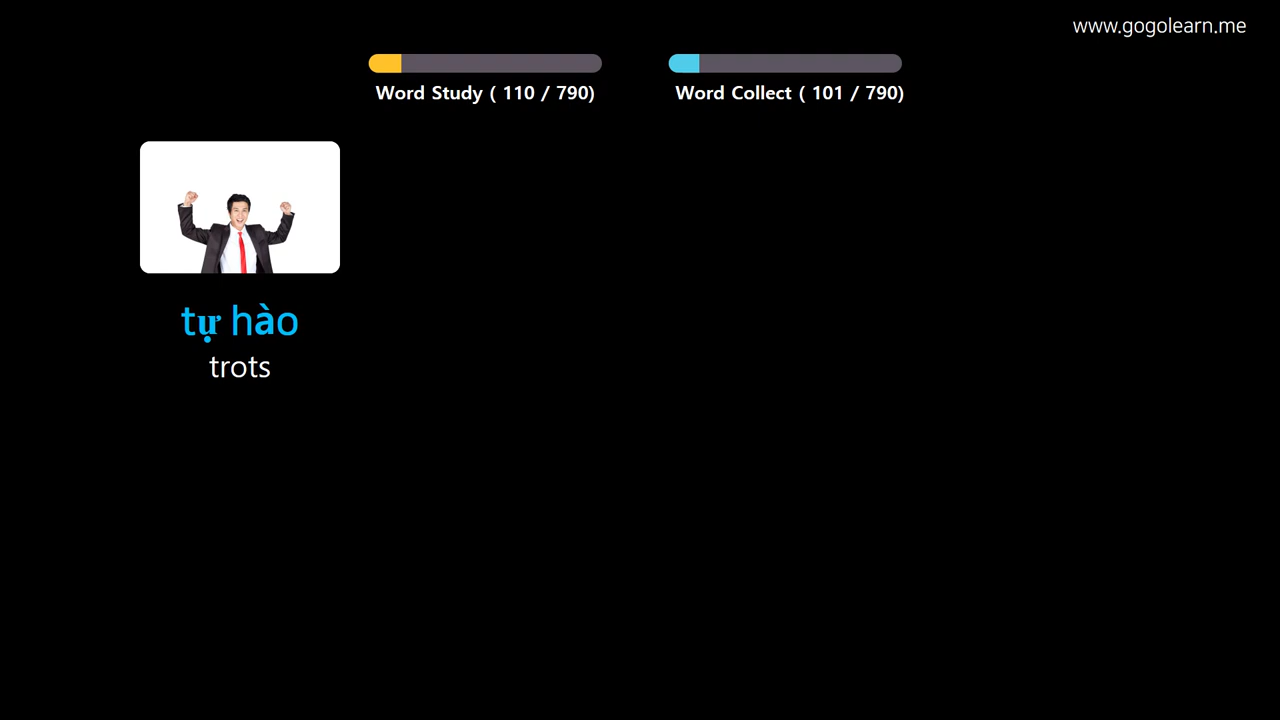 www.gogolearn.me
Word Study ( 110 / 790)
Word Collect ( 101 / 790)
tự hào
trots